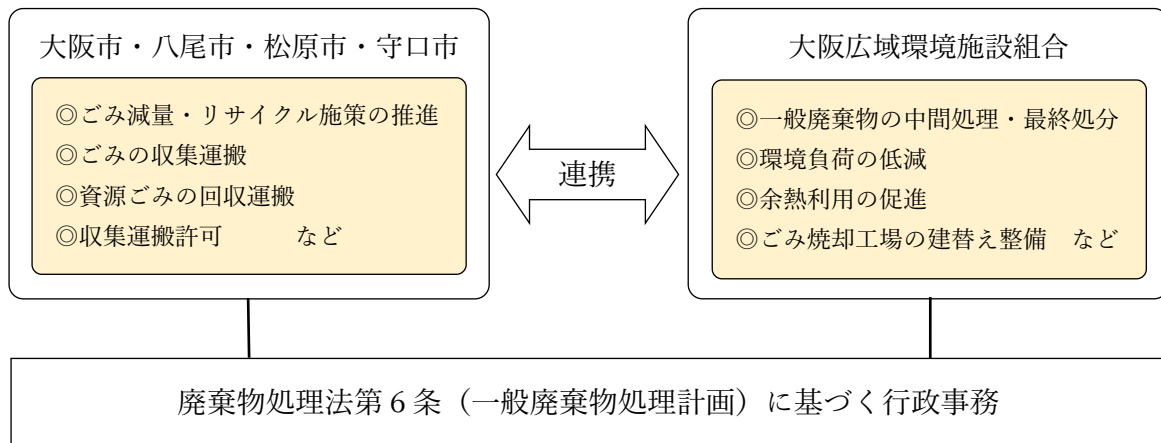 大阪市・八尾市・松原市・守口市
◎ごみ減量・リサイクル施策の推進
◎ごみの収集運搬
◎資源ごみの回収運搬
◎収集運搬許可　　　など
連携
大阪広域環境施設組合
◎一般廃棄物の中間処理・最終処分
◎環境負荷の低減
◎余熱利用の促進
◎ごみ焼却工場の建替え整備　など
廃棄物処理法第6条（一般廃棄物処理計画）に基づく行政事務